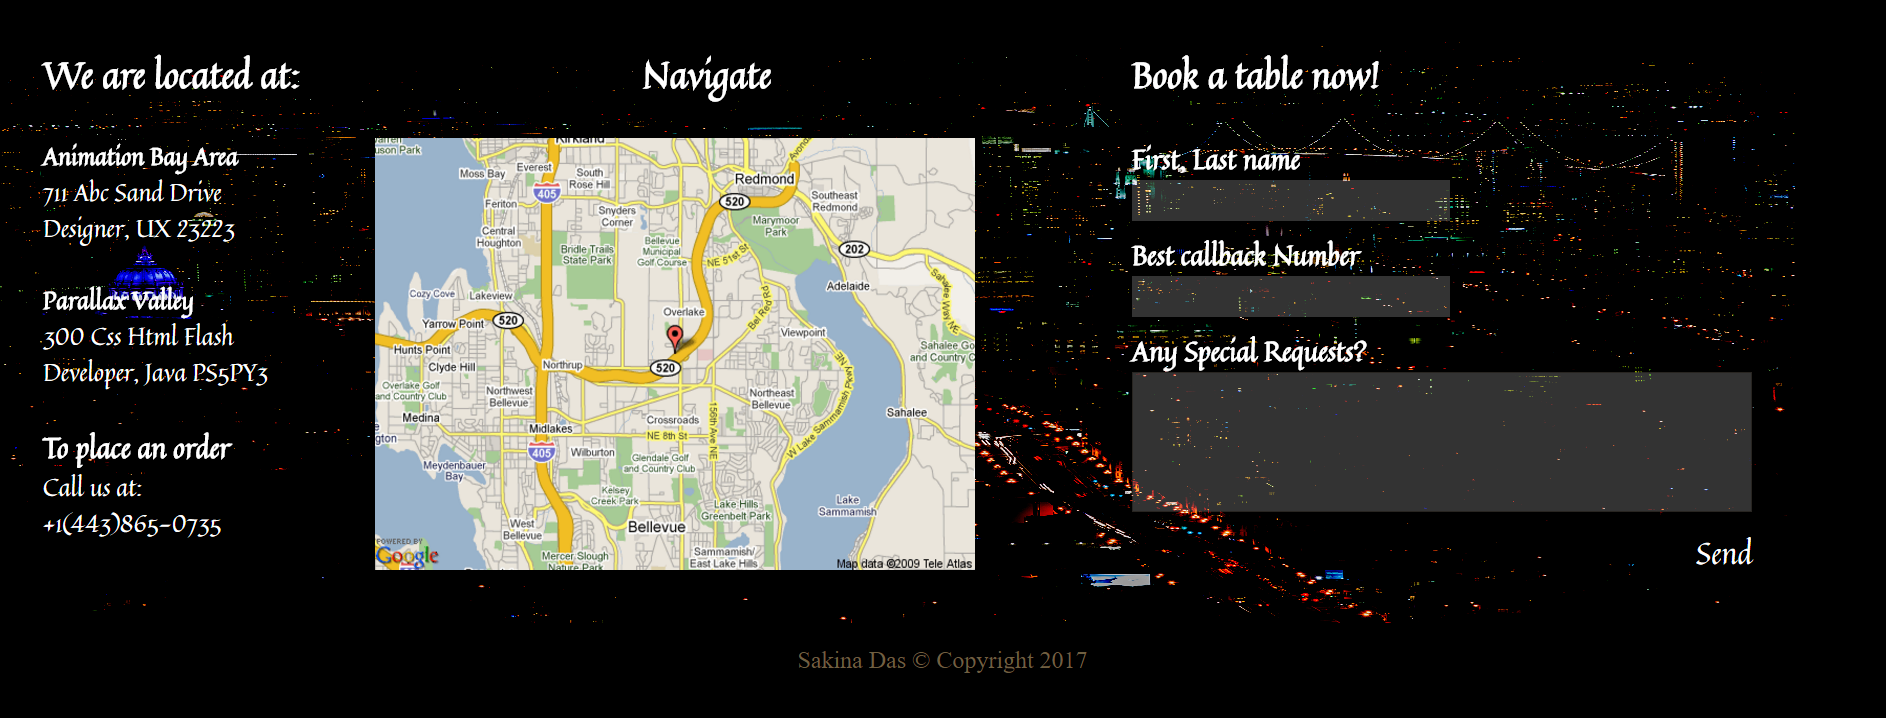 We are located at:
Animation Bay Area
711 Abc Sand Drive
Designer, UX 23223
Parallax Valley
300 Css Html Flash
Developer, Java PS5PY3
To place an order
Call us at:
+1(443)865-0735
Navigate
Kirkland
Moss Bay
Everest
South
Rose Hill
405
Redmond
520
Southeast
Redmond
Feriton
Snyders
Corner
Marymoor
Park
Central
Houghton
Bridle Trails
State Park
Bellevue
Municipal
Golf Course
NE 51st St
202
Adelaide
Sahalee Way NE
Cozy Cove
Lakeview
Yarrow Point
520
Overlake
Bel Red Rd
Viewpoint
Hunts Point
Clyde Hill
Northrup
520
Sahalee Go
and Country C
Overlake Golf
and Country Club
Northwest
Bellevue
Northeast
Bellevue
W Lake Sammamish Pkwy NE
Medina
Midlakes
Crossroads
156th Ave NE
Sahalee
gton
NE 8th St
405
Wilburton
Glendale Golf
and Country Club
Meydenbauer
Bay
Kelsey
Creek Park
Lake Hills
Greenbelt Park
Lake
Sammamish
West
Bellevue
Bellevue
Mercer Slough
Nature Park
Sammamish/
East Lake Hills
POWERED BY
Google
Map data ©2009 Tele Atlas
Book a table now!
First, Last name
Best callback Number
Any Special Requests?
Send
Sakina Das © Copyright 2017